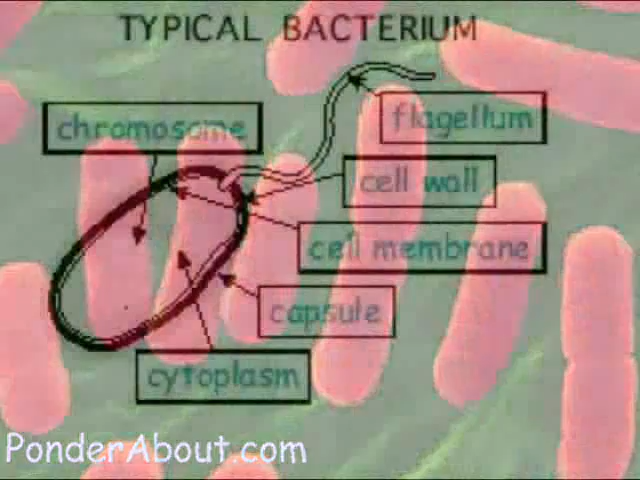 TYPICAL BACTERIUM
flagellum
chromosome
cell wall
cell membrane
capsule
cytoplasm
PonderAbout.com